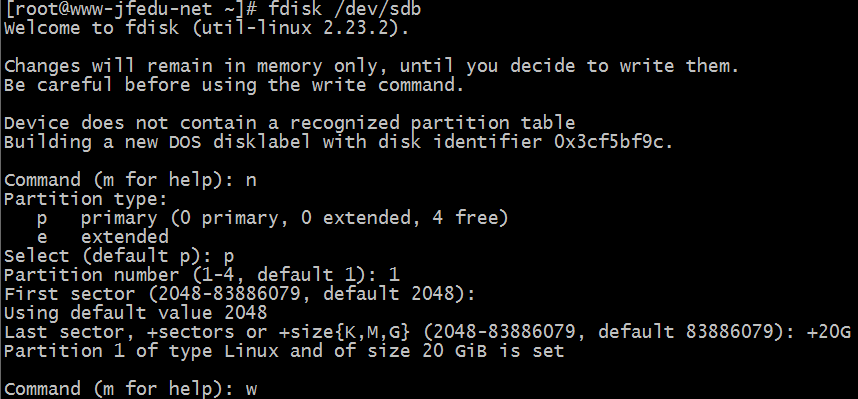 [root@www-jfedu-net ~]# fdisk /dev/sdb
Welcome to fdisk (util-linux 2.23.2).
Changes will remain in memory only, until you decide to write them.
Be careful before using the write command.
Device does not contain a recognized partition table
Building a new DOS disklabel with disk identifier 0x3cf5bf9c.
Command (m for help): n
Partition type:
   p   primary (0 primary, 0 extended, 4 free)
   e   extended
Select (default p): p
Partition number (1-4, default 1): 1
First sector (2048-83886079, default 2048):
Using default value 2048
Last sector, +sectors or +size{K,M,G} (2048-83886079, default 83886079): +20G
Partition 1 of type Linux and of size 20 GiB is set
Command (m for help): w